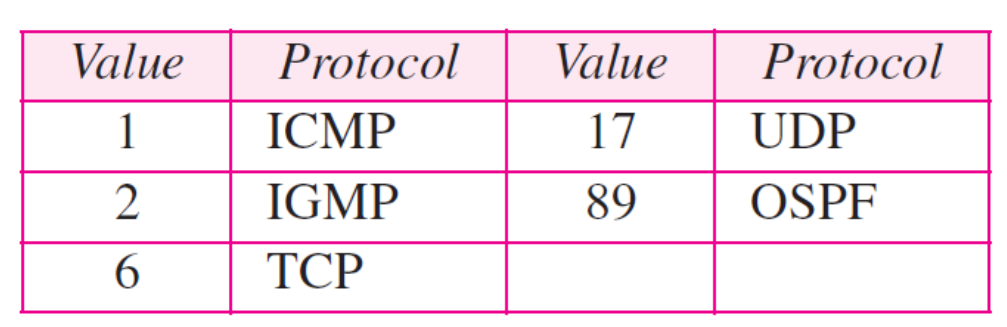 Value Protocol Value Protocol
1 ICMP 17 UDP
2 IGMP 89 OSPF
6 TCP